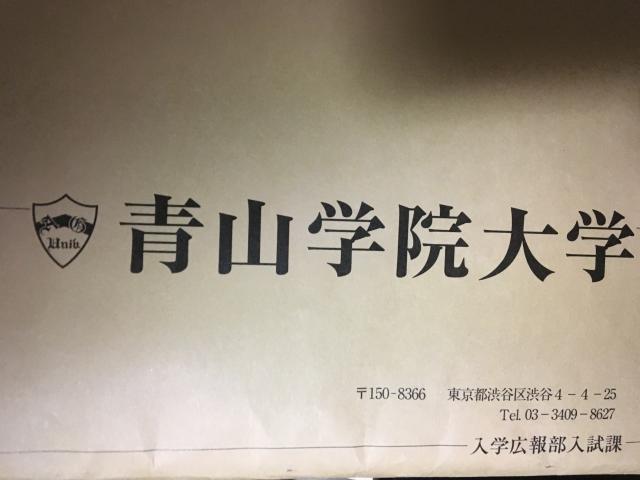 A G
Univ.
青山学院大学
〒150-8366 東京都渋谷区渋谷4-4-25
Tel. 03-3409-8627
入学広報部入試課